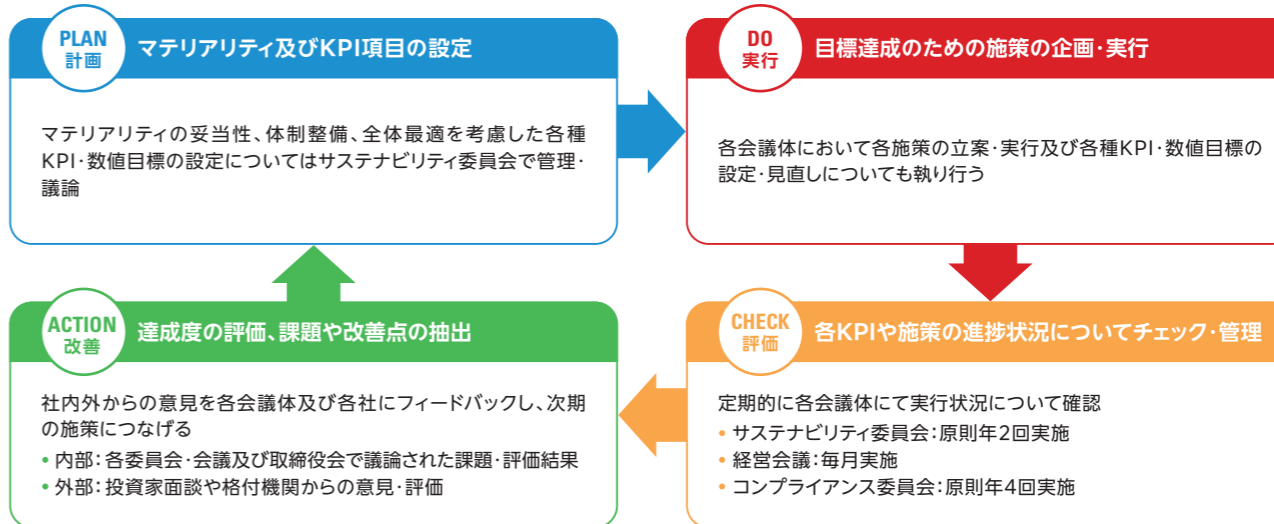 PLAN
計画
マテリアリティ及びKPI項目の設定
マテリアリティの妥当性、体制整備、全体最適を考慮した各種
KPI・数値目標の設定についてはサステナビリティ委員会で管理・
議論
DO
実行
目標達成のための施策の企画・実行
各会議体において各施策の立案・実行及び各種KPI・数値目標の
設定・見直しについても執り行う
ACTION
改善
達成度の評価、課題や改善点の抽出
社内外からの意見を各会議体及び各社にフィードバックし、次期
の施策につなげる
• 内部：各委員会・会議及び取締役会で議論された課題・評価結果
• 外部：投資家面談や格付機関からの意見・評価
CHECK
評価
各KPIや施策の進捗状況についてチェック・管理
定期的に各会議体にて実行状況について確認
• サステナビリティ委員会：原則年2回実施
• 経営会議：毎月実施
• コンプライアンス委員会：原則年4回実施